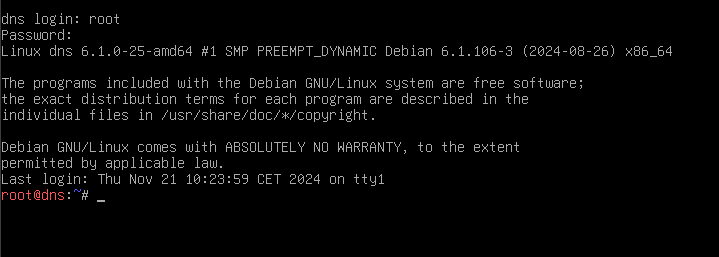 dns login: root
Password:
Linux dns 6.1.0-25-amd64 #1 SMP PREEMPT_DYNAMIC Debian 6.1.106-3 (2024-08-26) x86_64
The programs included with the Debian GNU/Linux system are free software;
the exact distribution terms for each program are described in the
individual files in /usr/share/doc/*/copyright.
Debian GNU/Linux comes with ABSOLUTELY NO WARRANTY, to the extent
permitted by applicable law.
Last login: Thu Nov 21 10:23:59 CET 2024 on tty1
root@dns:~# _